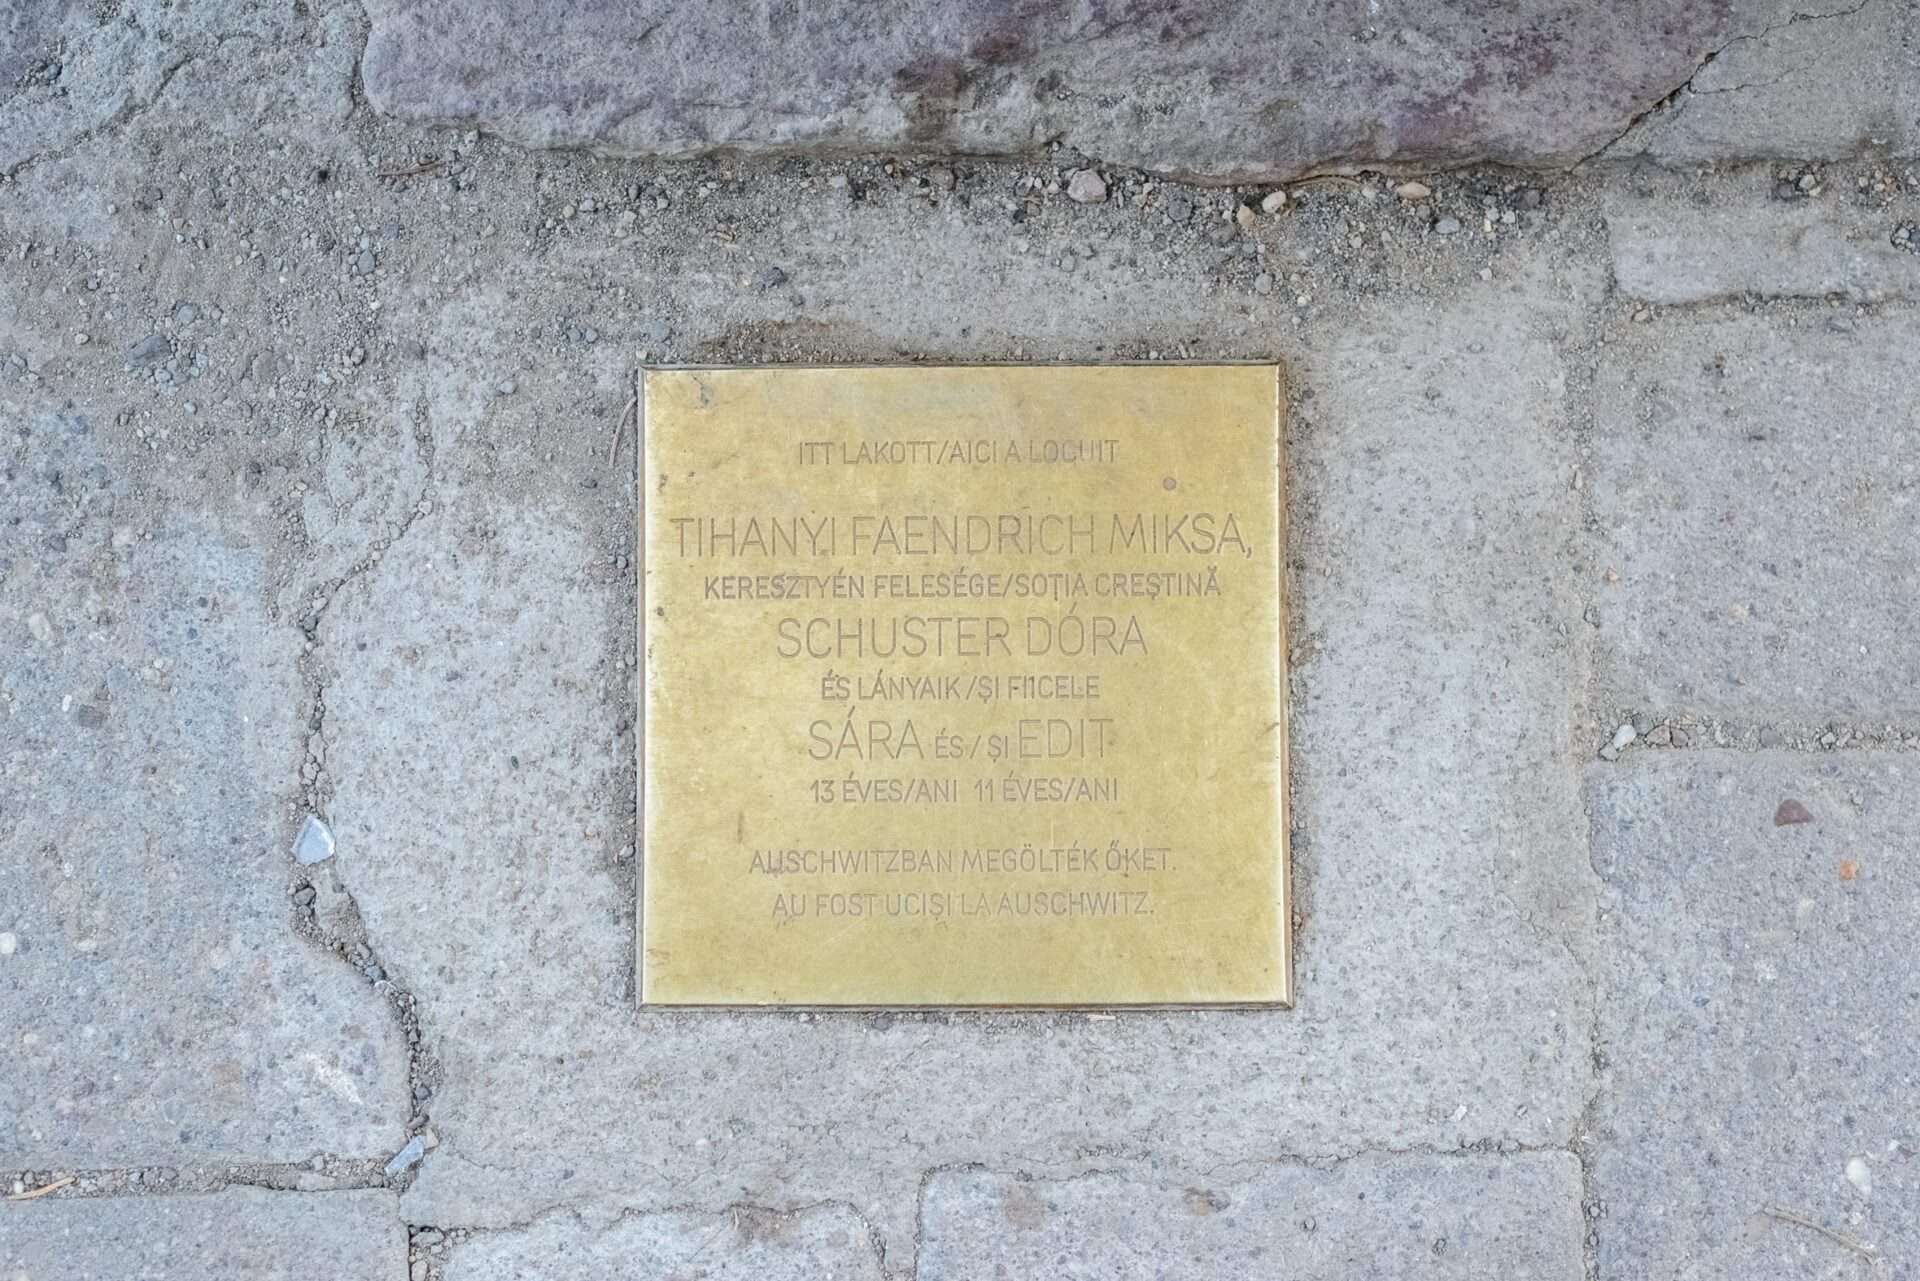 ITT LAKOTT/AICI A LOCUIT
TIHANYI FAENDRICH MIKSA,
KERESZTYÉN FELESÉGE/SOȚIA CREȘTINĂ
SCHUSTER DÓRA
ÉS LÁNYAIK/ȘI FIICELE
SÁRA ÉS/ȘI EDIT
13 ÉVES/ANI 11 ÉVES/ANI
AUSCHWITZBAN MEGÖLTÉK ŐKET.
AU FOST UCIȘI LA AUSCHWITZ.